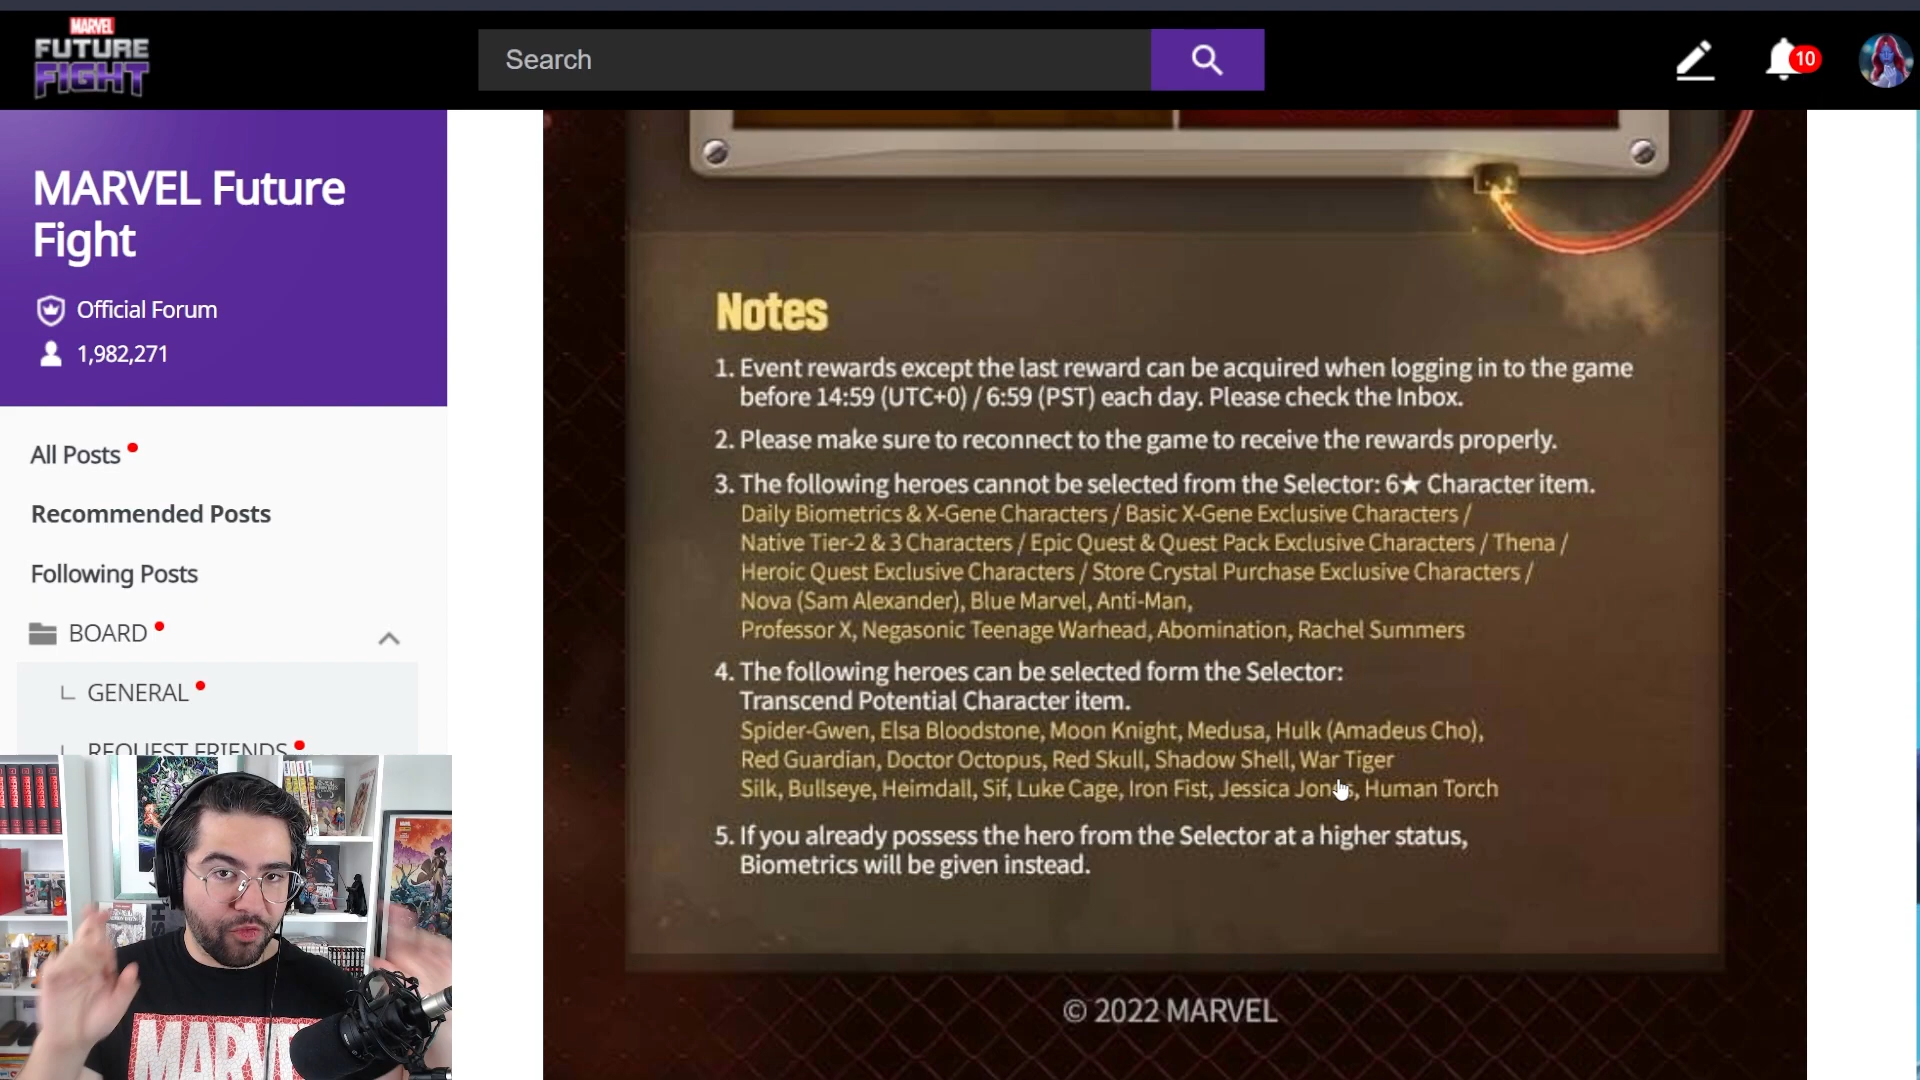 MARVEL
FUTURE
FIGHT
Search
10
MARVEL Future
Fight
Official Forum
1,982,271
All Posts
Recommended Posts
Following Posts
BOARD
GENERAL
REQUEST FRIENDS
Notes
1. Event rewards except the last reward can be acquired when logging in to the game
before 14:59 (UTC+0) / 6:59 (PST) each day. Please check the Inbox.
2. Please make sure to reconnect to the game to receive the rewards properly.
3. The following heroes cannot be selected from the Selector: 6★ Character item.
Daily Biometrics & X-Gene Characters / Basic X-Gene Exclusive Characters /
Native Tier-2 & 3 Characters / Epic Quest & Quest Pack Exclusive Characters / Thena /
Heroic Quest Exclusive Characters / Store Crystal Purchase Exclusive Characters /
Nova (Sam Alexander), Blue Marvel, Anti-Man,
Professor X, Negasonic Teenage Warhead, Abomination, Rachel Summers
4. The following heroes can be selected form the Selector:
Transcend Potential Character item.
Spider-Gwen, Elsa Bloodstone, Moon Knight, Medusa, Hulk (Amadeus Cho),
Red Guardian, Doctor Octopus, Red Skull, Shadow Shell, War Tiger
Silk, Bullseye, Heimdall, Sif, Luke Cage, Iron Fist, Jessica Jones, Human Torch
5. If you already possess the hero from the Selector at a higher status,
Biometrics will be given instead.
© 2022 MARVEL
MARVEL